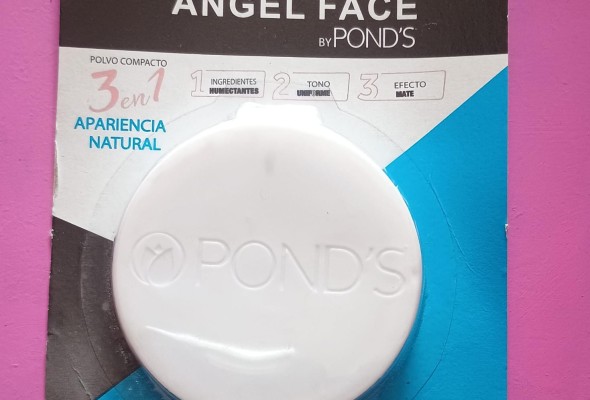 ANGEL FACE
BY POND'S
POLVO COMPACTO
3 en 1
APARIENCIA
NATURAL
1 INGREDIENTES
HUMECTANTES
2 TONO
UNIFORME
3 EFECTO
MATE
POND'S